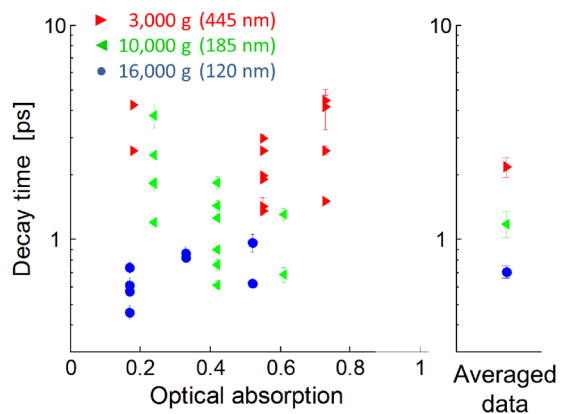 3,000 g (445 nm)
10,000 g (185 nm)
16,000 g (120 nm)
10
10
1
1
Decay time [ps]
0
0.2
0.4
0.6
0.8
1
Optical absorption
Averaged
data